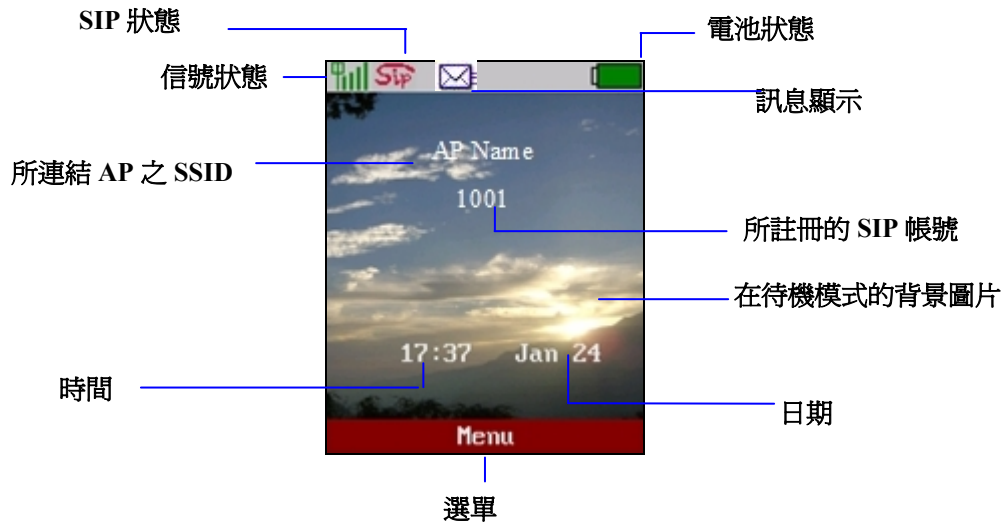 SIP 狀態
電池狀態
信號狀態
Sip
訊息顯示
AP Name
所連結 AP 之 SSID
1001
所註冊的 SIP 帳號
在待機模式的背景圖片
17:37 Jan 24
時間
日期
Menu
選單